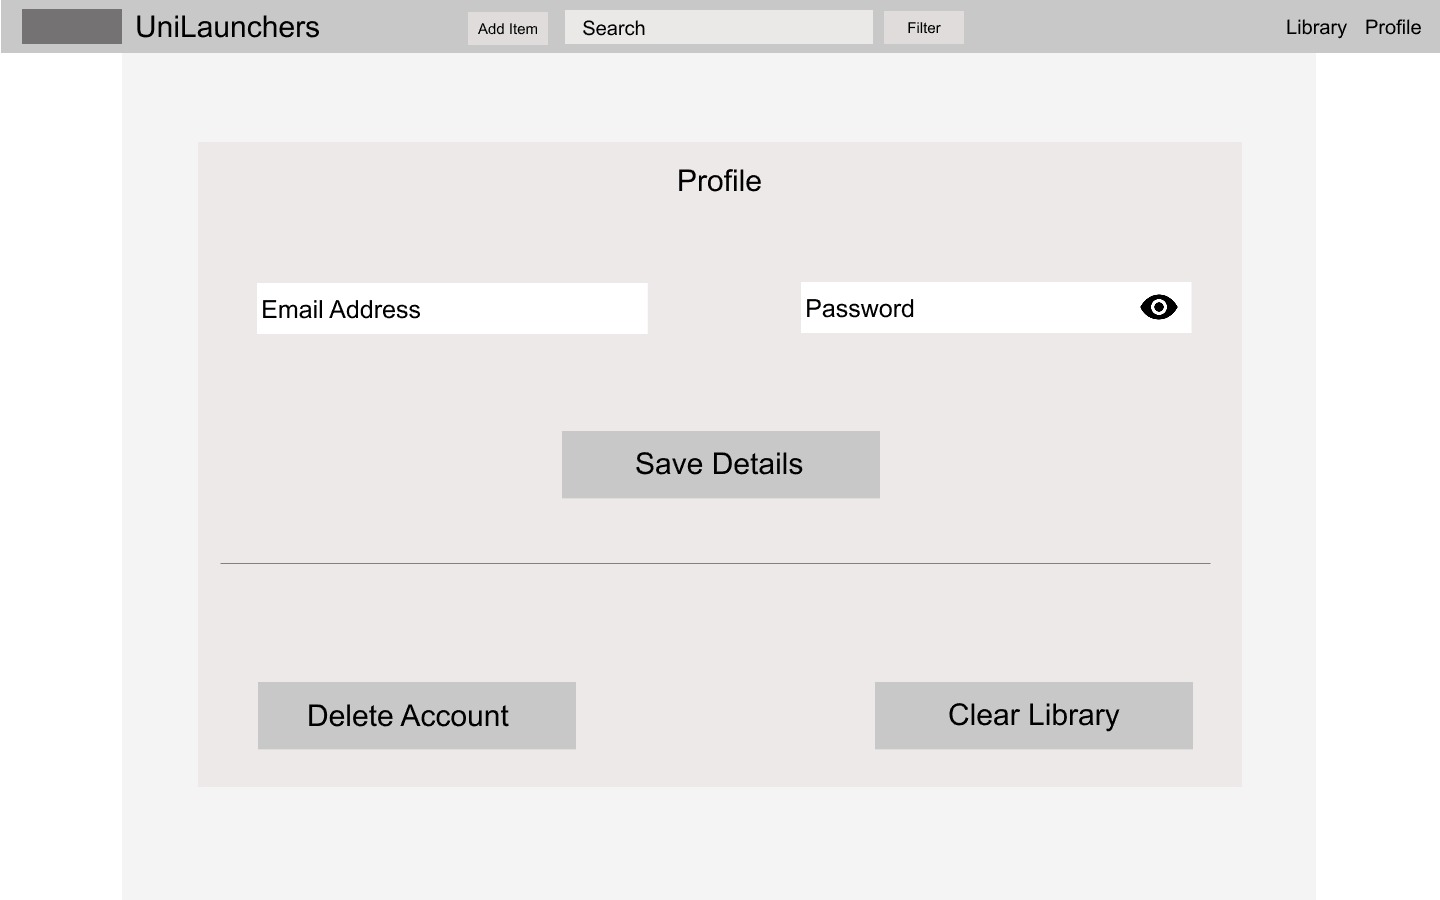 UniLaunchers
Add Item
Search
Filter
Library
Profile
Profile
Email Address
Password
Save Details
Delete Account
Clear Library